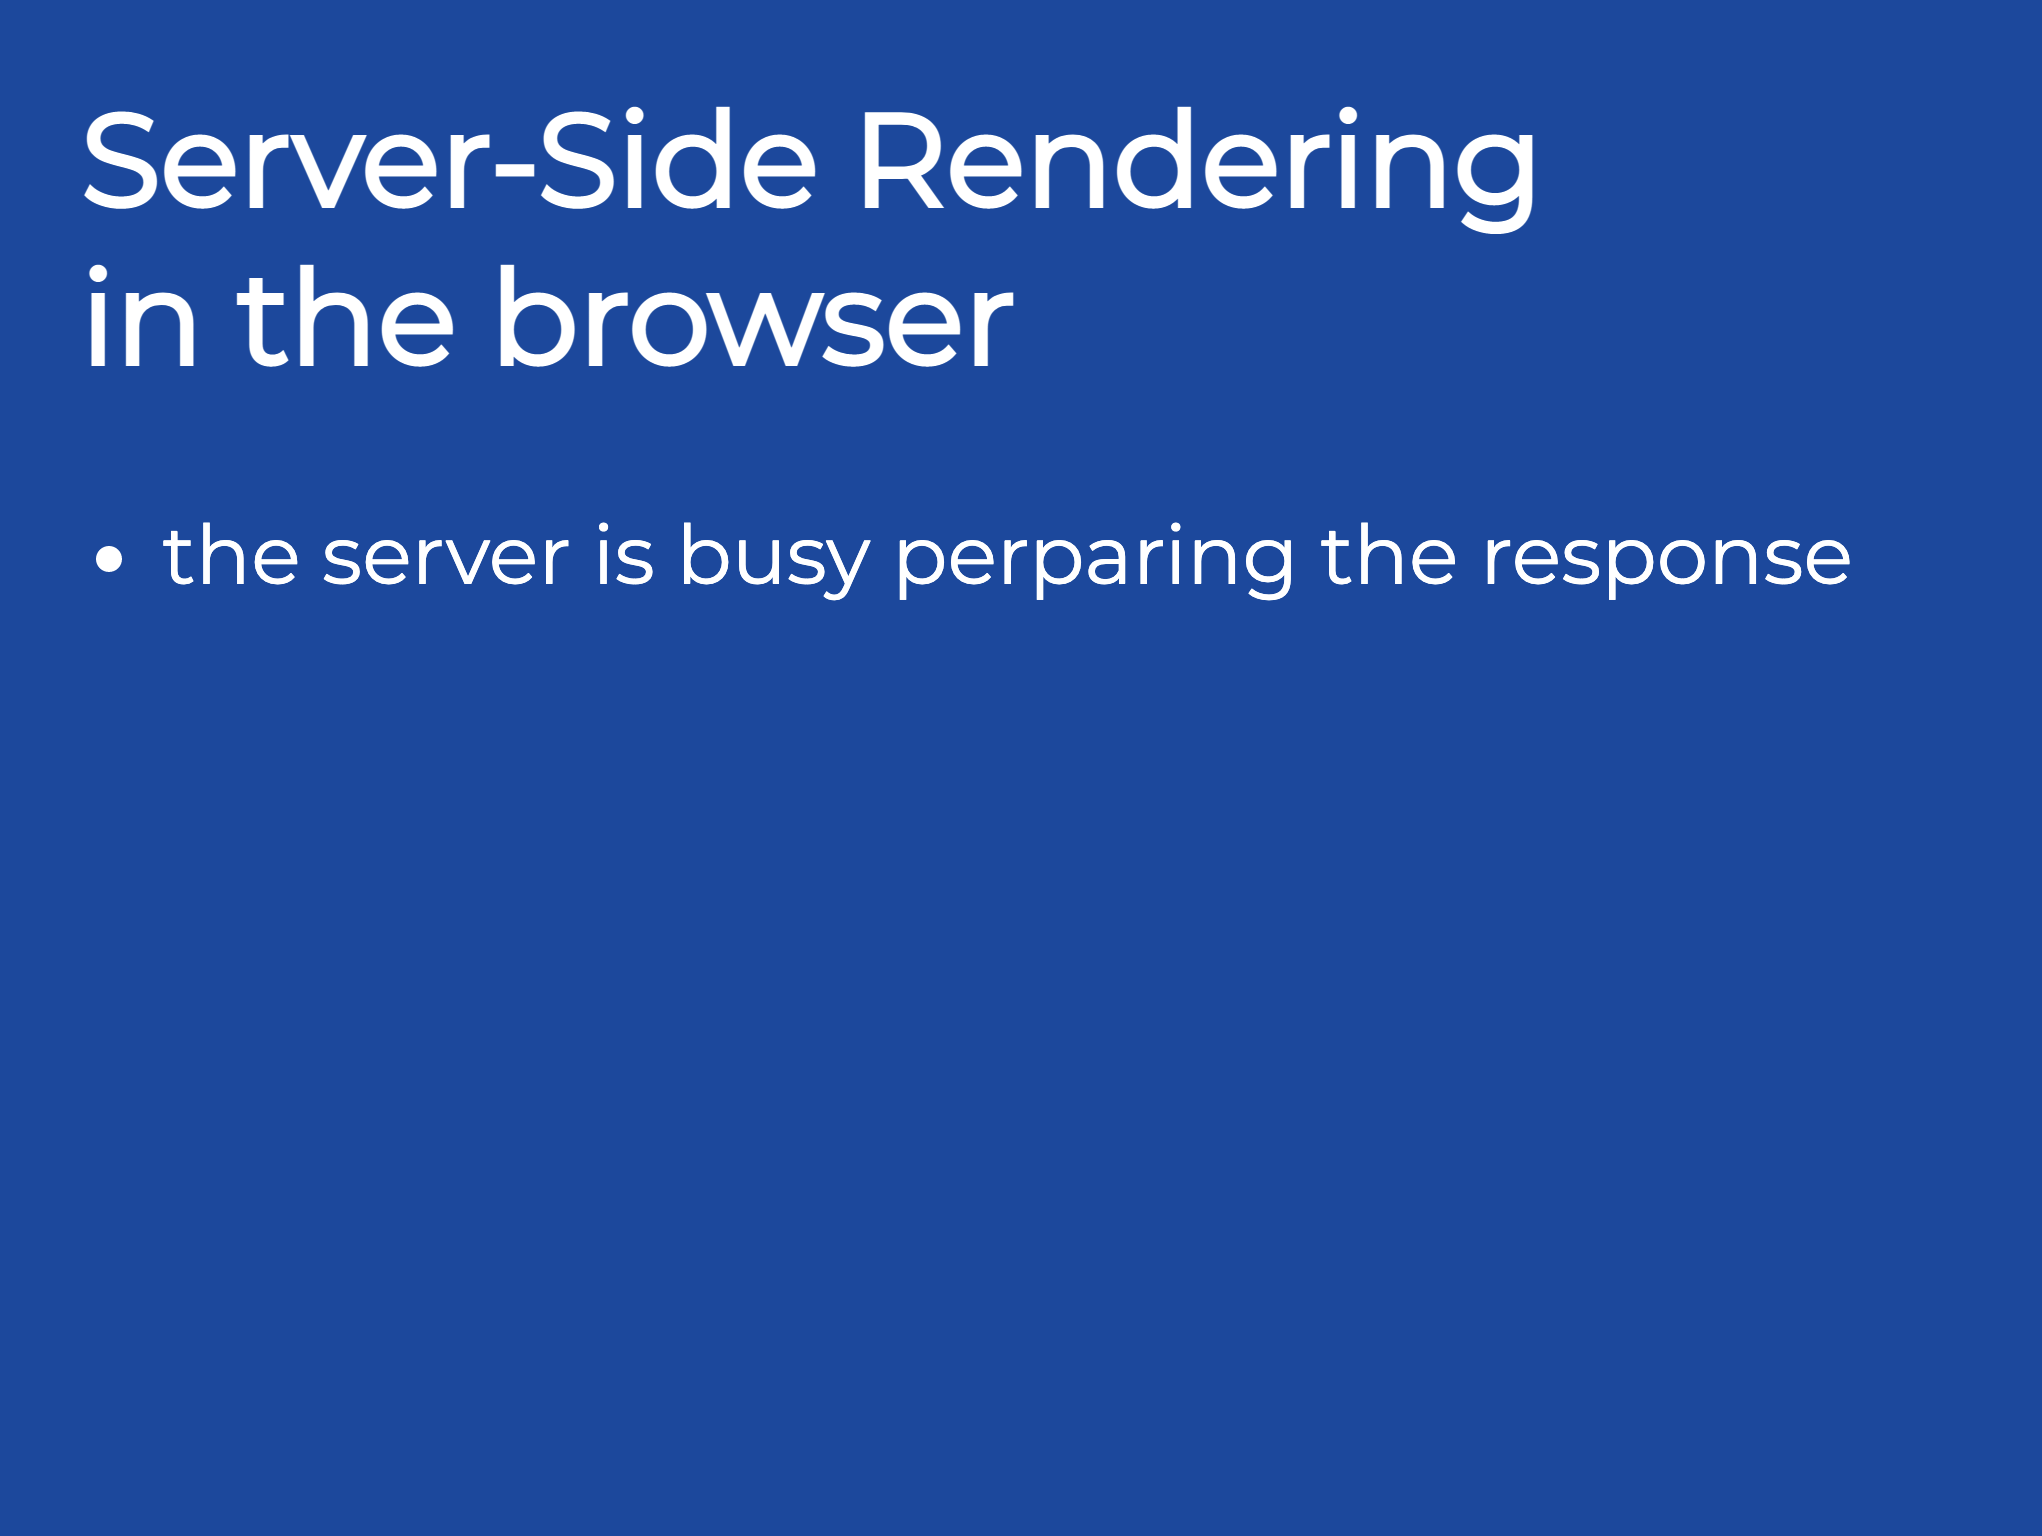 Server-Side Rendering
in the browser
• the server is busy perparing the response